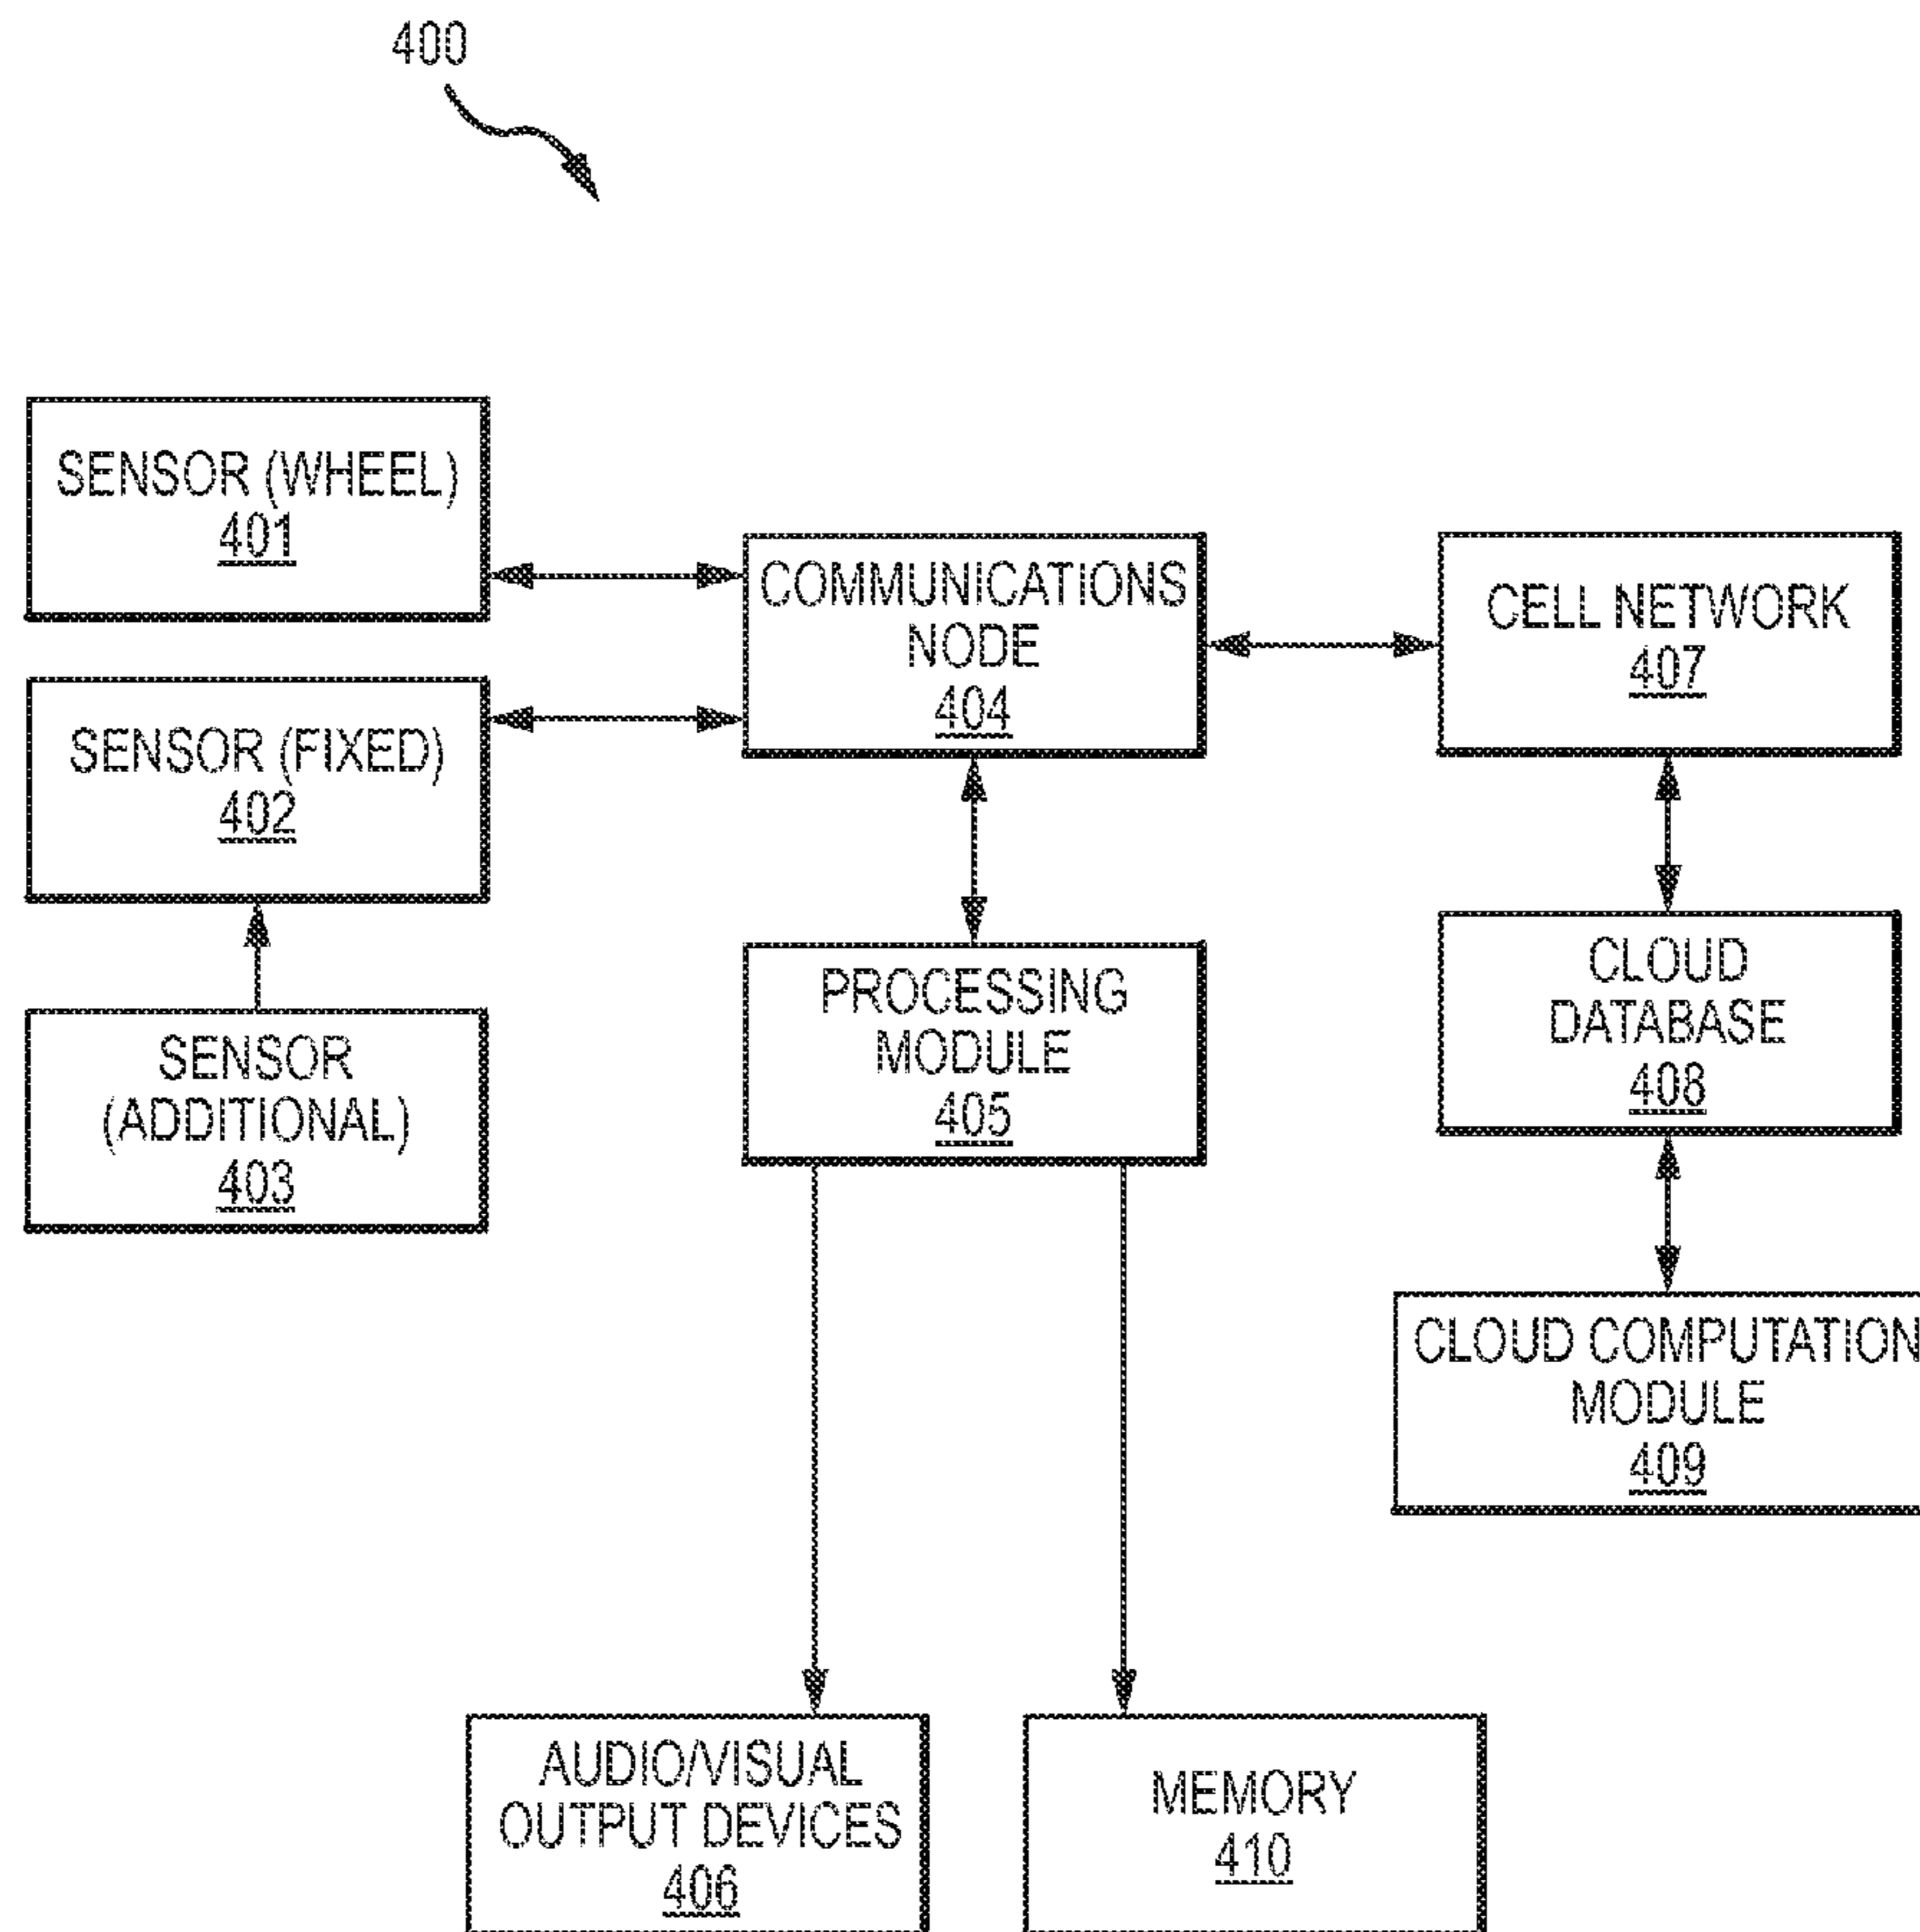 400
SENSOR (WHEEL)
401
COMMUNICATIONS
NODE
404
CELL NETWORK
407
SENSOR (FIXED)
402
SENSOR
(ADDITIONAL)
403
PROCESSING
MODULE
405
CLOUD
DATABASE
408
CLOUD COMPUTATION
MODULE
409
AUDIO/VISUAL
OUTPUT DEVICES
406
MEMORY
410